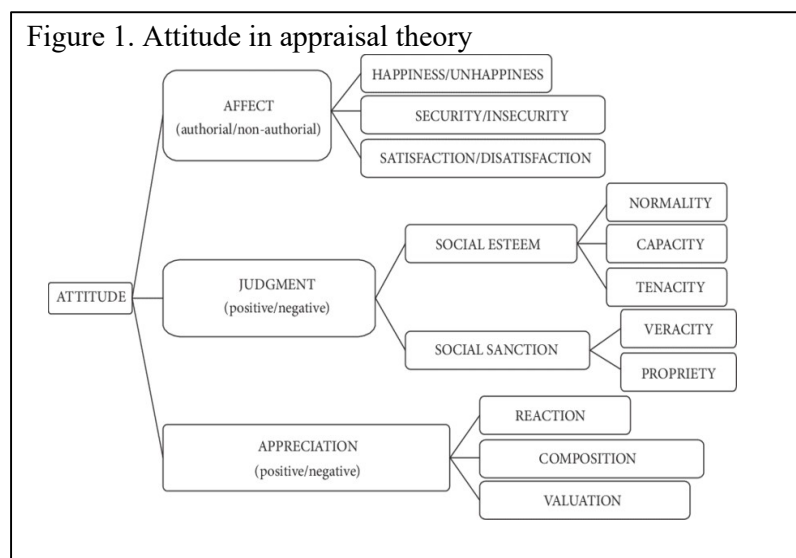 Figure 1. Attitude in appraisal theory
HAPPINESS/UNHAPPINESS
AFFECT
(authorial/non-authorial)
SECURITY/INSECURITY
SATISFACTION/DISATISFACTION
NORMALITY
SOCIAL ESTEEM
CAPACITY
JUDGMENT
(positive/negative)
TENACITY
ATTITUDE
VERACITY
SOCIAL SANCTION
PROPRIETY
REACTION
APPRECIATION
(positive/negative)
COMPOSITION
VALUATION